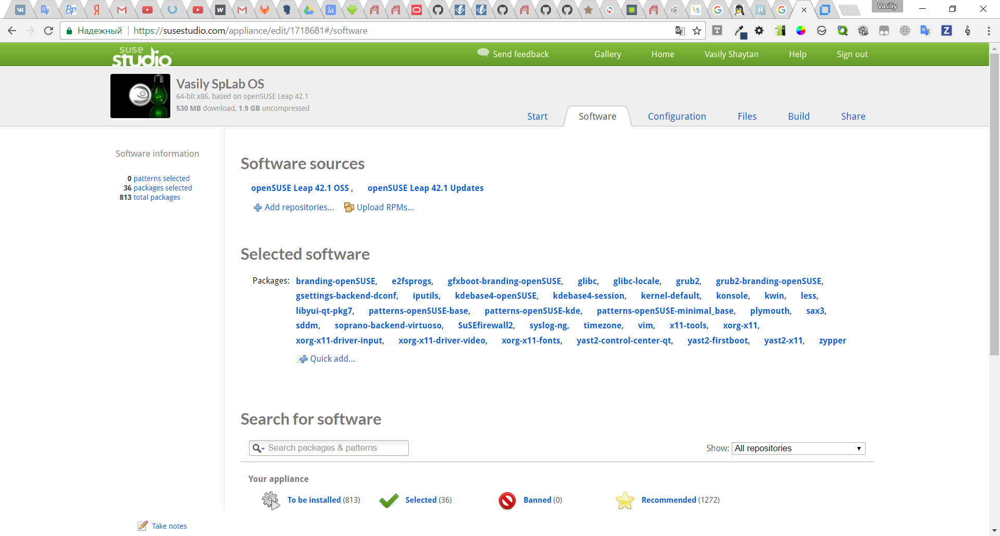 Vasiliy
Надежный
https://susestudio.com/appliance/edit/1718681#/software
suse studio
Send feedback
Gallery
Home
Vasily Shaytan
Help
Sign out
Vasily SpLab OS
64-bit x86, based on openSUSE Leap 42.1
530 MB download, 1.9 GB uncompressed
Start
Software
Configuration
Files
Build
Share
Software information
0 patterns selected
36 packages selected
813 total packages
Software sources
openSUSE Leap 42.1 OSS , openSUSE Leap 42.1 Updates
Add repositories... Upload RPMs...
Selected software
Packages: branding-openSUSE, e2fsprogs, gfxboot-branding-openSUSE, glibc, glibc-locale, grub2, grub2-branding-openSUSE,
gsettings-backend-dconf, iputils, kdebase4-openSUSE, kdebase4-session, kernel-default, konsole, kwin, less,
libyui-qt-pkg7, patterns-openSUSE-base, patterns-openSUSE-kde, patterns-openSUSE-minimal_base, plymouth, sax3,
sddm, soprano-backend-virtuoso, SuSEfirewall2, syslog-ng, timezone, vim, x11-tools, xorg-x11,
xorg-x11-driver-input, xorg-x11-driver-video, xorg-x11-fonts, yast2-control-center-qt, yast2-firstboot, yast2-x11, zypper
Quick add...
Search for software
Search packages & patterns
Show: All repositories
Your appliance
To be installed (813)
Selected (36)
Banned (0)
Recommended (1272)
Take notes